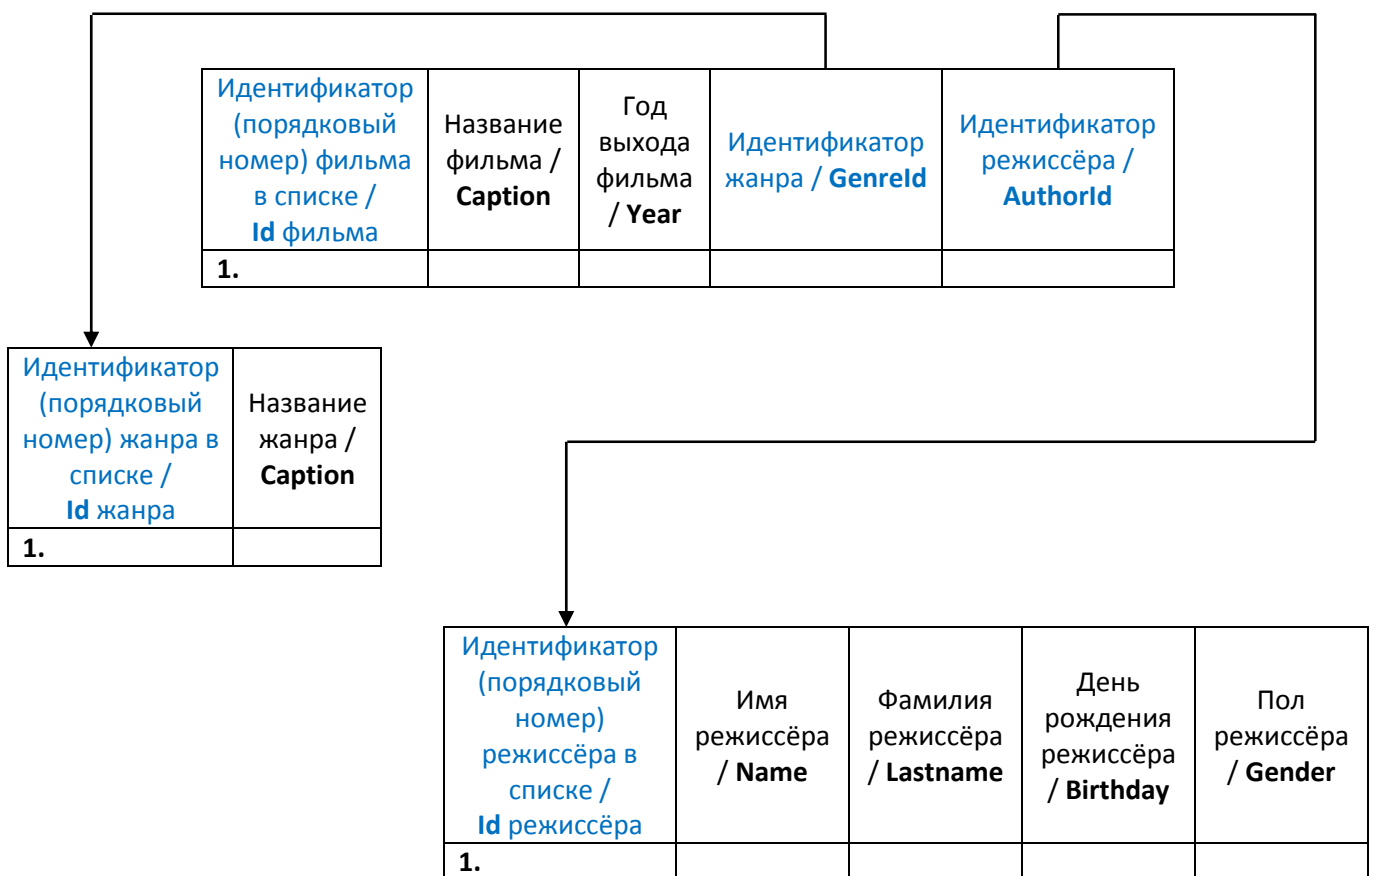 Идентификатор
(порядковый
номер) фильма
в списке /
Id фильма
Название
фильма /
Caption
Год
выхода
фильма
/ Year
Идентификатор
жанра / GenreId
Идентификатор
режиссёра /
AuthorId
1.
Идентификатор
(порядковый
номер) жанра в
списке /
Id жанра
Название
жанра /
Caption
1.
Идентификатор
(порядковый
номер)
режиссёра в
списке /
Id режиссёра
Имя
режиссёра
/ Name
Фамилия
режиссёра
/ Lastname
День
рождения
режиссёра
/ Birthday
Пол
режиссёра
/ Gender
1.